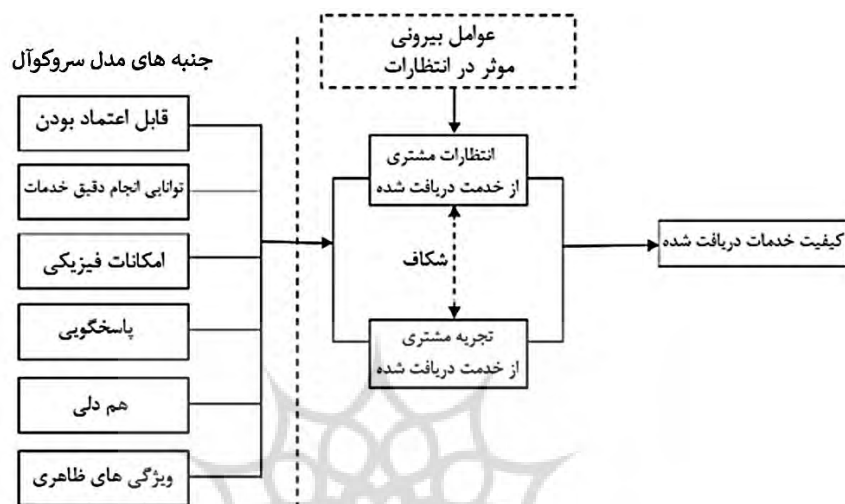 جنبه های مدل سروکوآل
قابل اعتماد بودن
توانایی انجام دقیق خدمات
امکانات فیزیکی
پاسخگویی
هم دلی
ویژگی های ظاهری
عوامل بیرونی
موثر در انتظارات
انتظارات مشتری
از خدمت دریافت شده
شکاف
تجربه مشتری
از خدمت دریافت شده
کیفیت خدمات دریافت شده